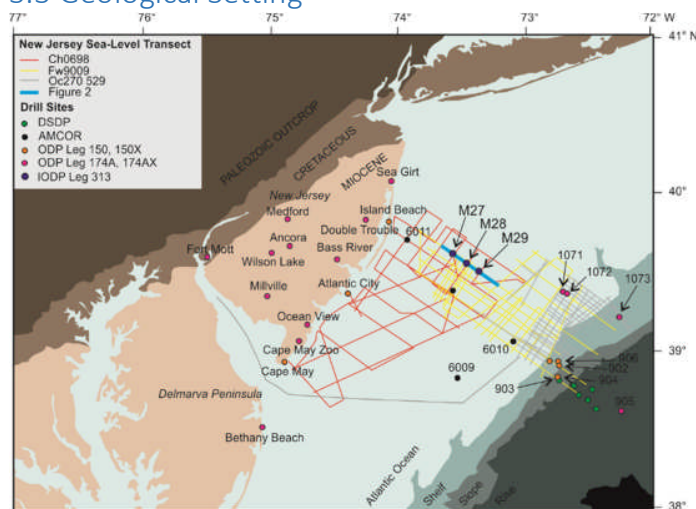 3.3 Geological Setting
77° 76° 75° 74° 73° 72° W
41° N
New Jersey Sea-Level Transect
Ch0698
Fw9009
Oc270 529
Figure 2
Drill Sites
DSDP
AMCOR
ODP Leg 150, 150X
ODP Leg 174A, 174AX
IODP Leg 313
PALEOZOIC OUTCROP
CRETACEOUS
MIOCENE
Sea Girt
40°
New Jersey
Medford
Island Beach
M27
Double Trouble
6011
M28
Ancora
Fort Mott
Bass River
M29
Wilson Lake
1071
1072
Millville
Atlantic City
1073
Ocean View
Cape May Zoo
6010
39°
Cape May
906
902
6009
904
903
Delmarva Peninsula
905
Bethany Beach
Atlantic Ocean
Shelf
Slope
Rise
38°